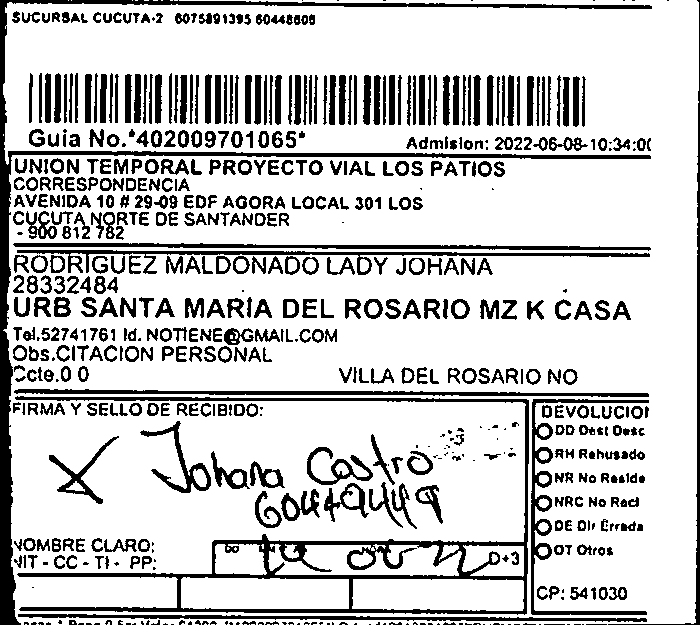 SUCURSAL CUCUTA-2 6075891395 60448606
Guia No.*402009701065*
Admision: 2022-06-08-10:34:00
UNION TEMPORAL PROYECTO VIAL LOS PATIOS
CORRESPONDENCIA
AVENIDA 10 # 29-09 EDF AGORA LOCAL 301 LOS
CUCUTA NORTE DE SANTANDER
- 900 812 782
RODRIGUEZ MALDONADO LADY JOHANA
28332484
URB SANTA MARIA DEL ROSARIO MZ K CASA
Tel.52741761 Id. NOTIENE@GMAIL.COM
Obs.CITACION PERSONAL
Ccte.0 0 VILLA DEL ROSARIO NO
FIRMA Y SELLO DE RECIBIDO:
X Johana Castro
60449449
NOMBRE CLARO:
NIT - CC - TI - PP:
D+3
DEVOLUCION
DD Dest Desc
RH Rehusado
NR No Reside
NRC No Recl
DE Dir Errada
OT Otros
CP: 541030